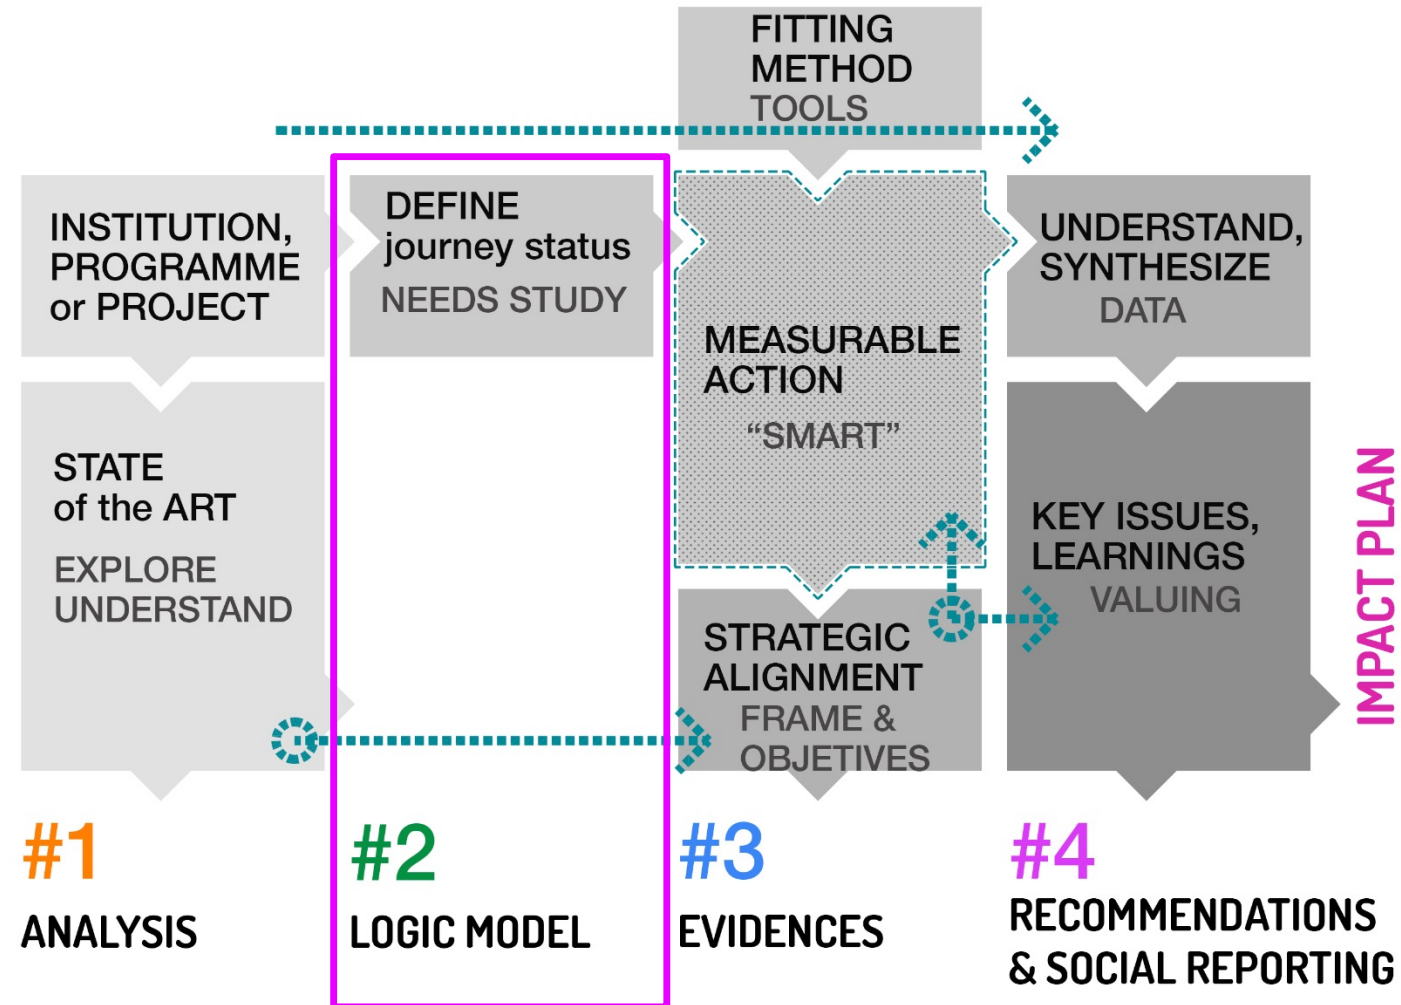 FITTING
METHOD
TOOLS
INSTITUTION,
PROGRAMME
or PROJECT
DEFINE
journey status
NEEDS STUDY
MEASURABLE
ACTION
“SMART”
UNDERSTAND,
SYNTHESIZE
DATA
STATE
of the ART
EXPLORE
UNDERSTAND
STRATEGIC
ALIGNMENT
FRAME &
OBJETIVES
KEY ISSUES,
LEARNINGS
VALUING
IMPACT PLAN
#1
ANALYSIS
#2
LOGIC MODEL
#3
EVIDENCES
#4
RECOMMENDATIONS
& SOCIAL REPORTING